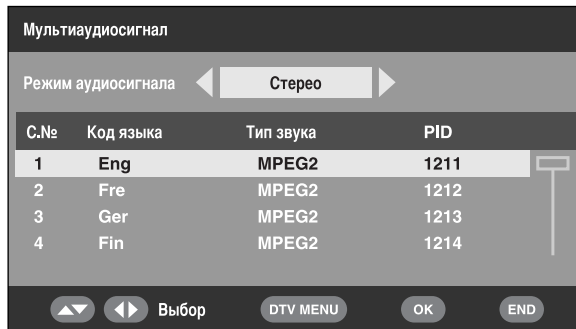 Мультиаудиосигнал
Режим аудиосигнала Стерео
С.№ Код языка Тип звука PID
1 Eng MPEG2 1211
2 Fre MPEG2 1212
3 Ger MPEG2 1213
4 Fin MPEG2 1214
Выбор DTV MENU OK END